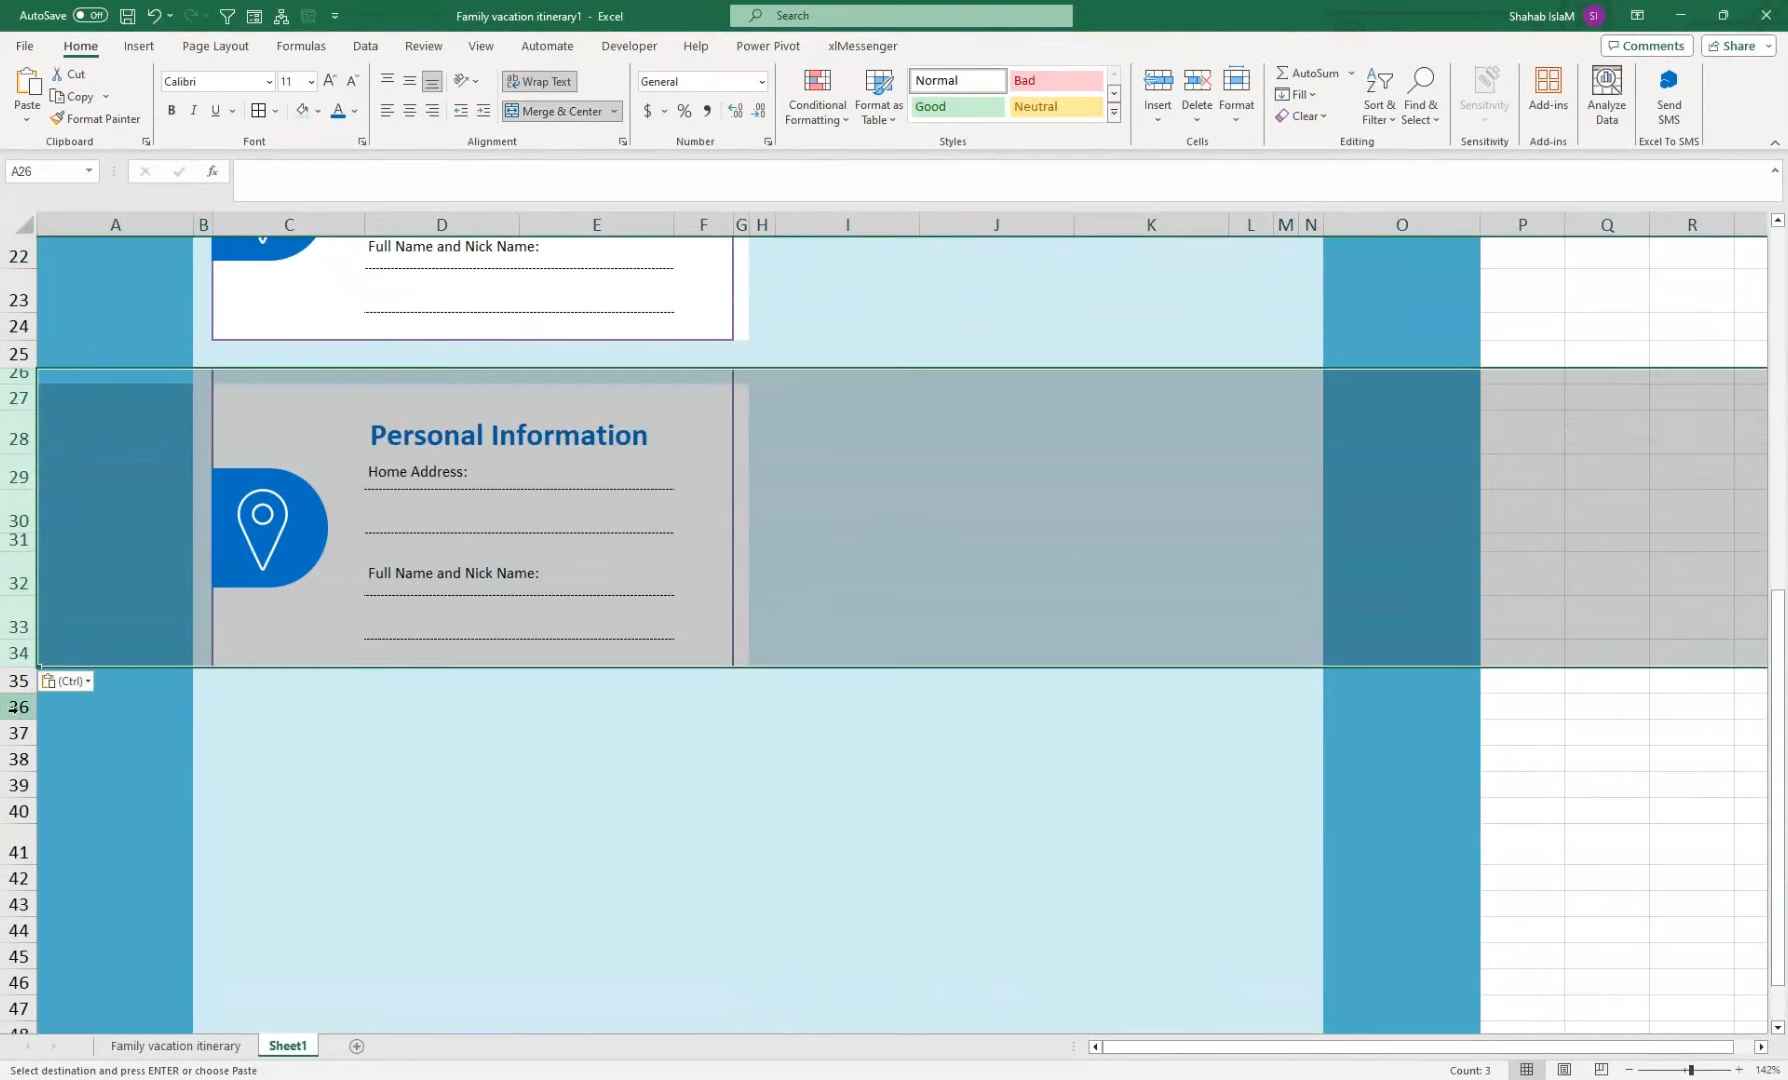 AutoSave Off Family vacation itinerary1 - Excel Search Shahab IslaM SI
File Home Insert Page Layout Formulas Data Review View Automate Developer Help Power Pivot xlMessenger Comments Share
Paste Cut Copy Format Painter
Clipboard
Calibri 11
B I U
Font
Wrap Text
Merge & Center
Alignment
General
$ % ,
Number
Conditional Formatting
Format as Table
Normal Bad
Good Neutral
Styles
Insert Delete Format
Cells
AutoSum
Fill
Clear
Sort & Filter
Find & Select
Editing
Sensitivity
Sensitivity
Add-ins
Add-ins
Analyze Data
Send SMS
Excel To SMS
A26 fx
A B C D E F G H I J K L M N O P Q R
22 Full Name and Nick Name:
23
24
25
26
27
28 Personal Information
29 Home Address:
30
31
32 Full Name and Nick Name:
33
34
35 (Ctrl)
36
37
38
39
40
41
42
43
44
45
46
47
48
Family vacation itinerary Sheet1
Select destination and press ENTER or choose Paste Count: 3 142%